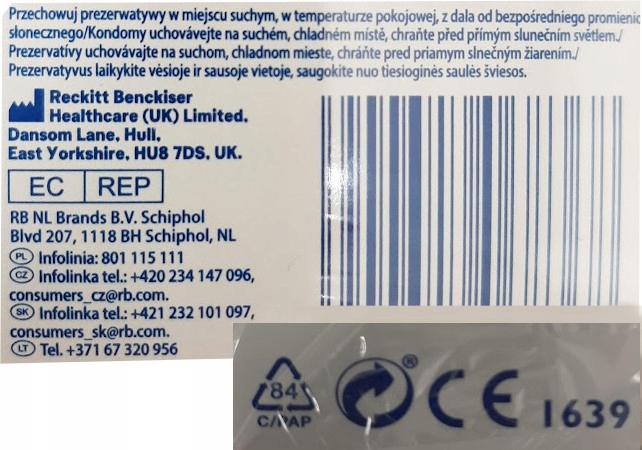 Przechowuj prezerwatywy w miejscu suchym, w temperaturze pokojowej, z dala od bezpośredniego promienic
słonecznego/Kondomy uchovávejte na suchém, chladném místě, chraňte před přímým slunečním světlem./
Prezervatívy uchovávajte na suchom, chladnom mieste, chráňte pred priamym slnečným žiarením./
Prezervatyvus laikykite vėsioje ir sausoje vietoje, saugokite nuo tiesioginės saulės šviesos.
Reckitt Benckiser
Healthcare (UK) Limited,
Dansom Lane, Hull,
East Yorkshire, HU8 7DS, UK.
EC REP
RB NL Brands B.V. Schiphol
Blvd 207, 1118 BH Schiphol, NL
PL Infolinia: 801 115 111
CZ Infolinka tel.: +420 234 147 096,
consumers_cz@rb.com.
SK Infolinka tel.: +421 232 101 097,
consumers_sk@rb.com.
LT Tel. +371 67 320 956
84
C/PAP
® CE 1639